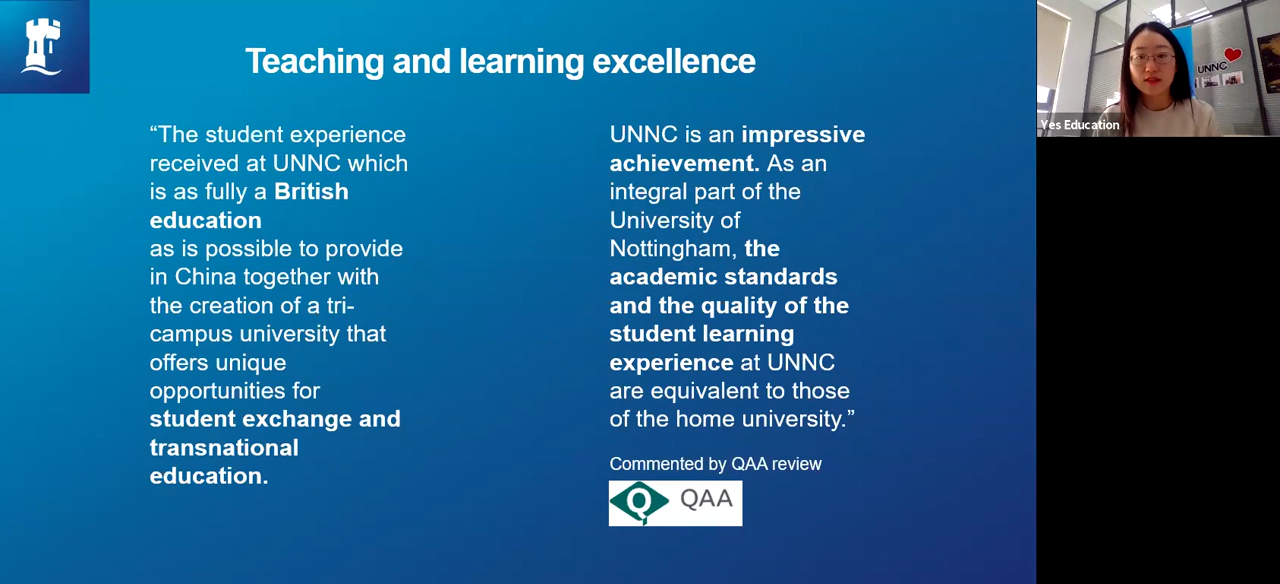 Teaching and learning excellence
“The student experience
received at UNNC which
is as fully a British
education
as is possible to provide
in China together with
the creation of a tri-
campus university that
offers unique
opportunities for
student exchange and
transnational
education.
UNNC is an impressive
achievement. As an
integral part of the
University of
Nottingham, the
academic standards
and the quality of the
student learning
experience at UNNC
are equivalent to those
of the home university.”
Commented by QAA review
Q QAA
UNNC
Yes Education